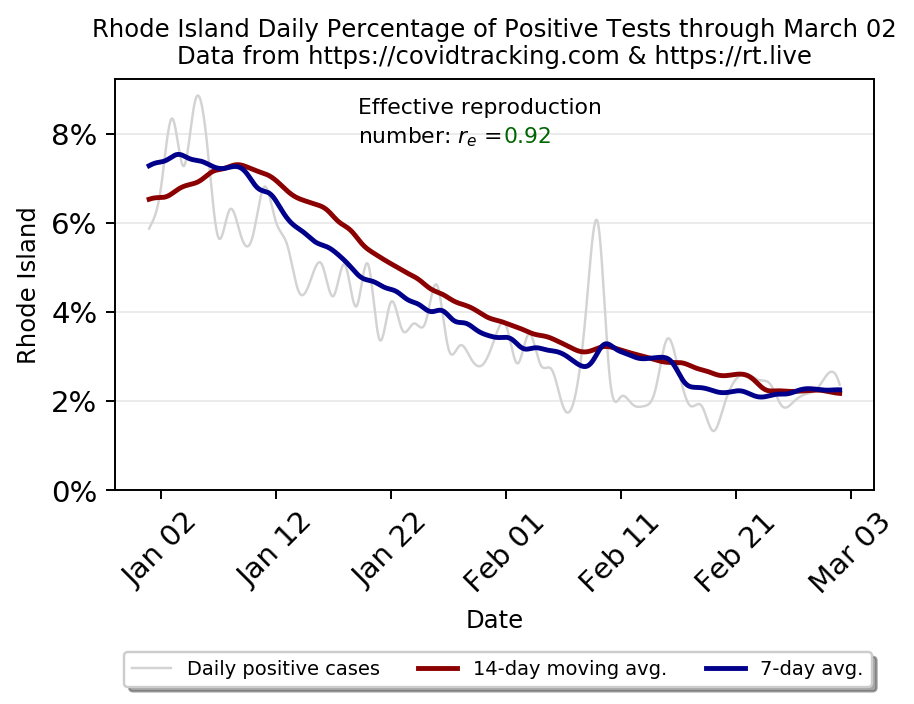 Rhode Island Daily Percentage of Positive Tests through March 02
Data from https://covidtracking.com & https://rt.live
Effective reproduction
number: rₑ =0.92
8%
6%
4%
2%
0%
Rhode Island
Jan 02
Jan 12
Jan 22
Feb 01
Feb 11
Feb 21
Mar 03
Date
Daily positive cases
14-day moving avg.
7-day avg.